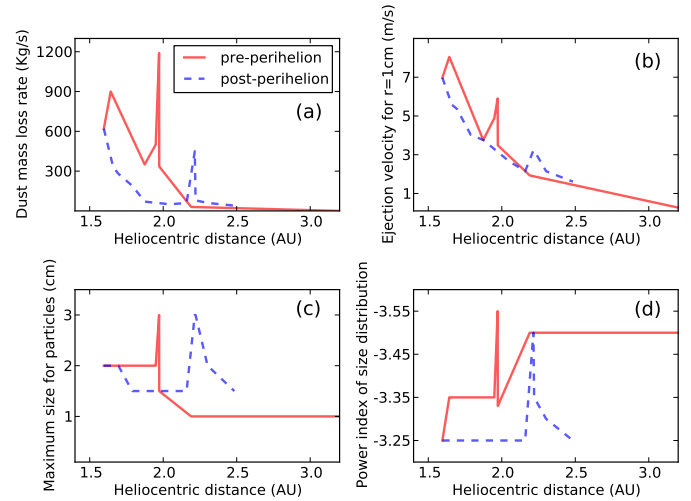 Dust mass loss rate (Kg/s)
1200
900
600
300
pre-perihelion
post-perihelion
(a)
1.5 2.0 2.5 3.0
Heliocentric distance (AU)
Ejection velocity for r=1cm (m/s)
7
5
3
1
(b)
1.5 2.0 2.5 3.0
Heliocentric distance (AU)
Maximum size for particles (cm)
3
2
1
(c)
1.5 2.0 2.5 3.0
Heliocentric distance (AU)
Power index of size distribution
-3.55
-3.45
-3.35
-3.25
(d)
1.5 2.0 2.5 3.0
Heliocentric distance (AU)